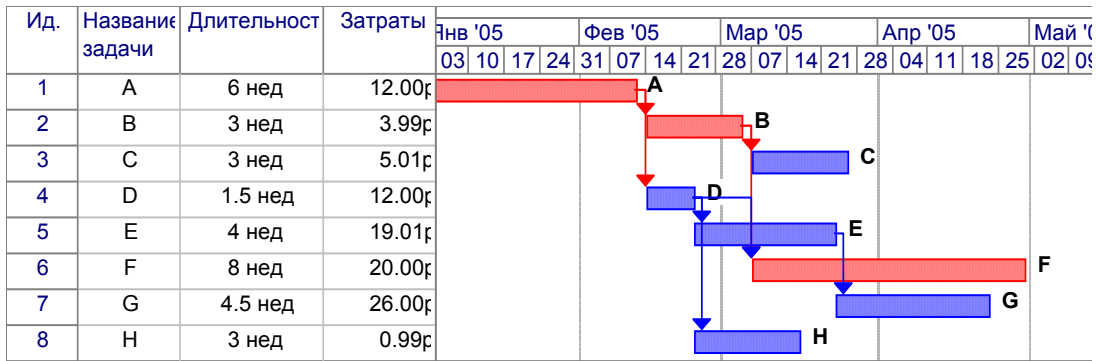 Ид. Название задачи Длительност Затраты Янв '05 Фев '05 Мар '05 Апр '05 Май '0
03 10 17 24 31 07 14 21 28 07 14 21 28 04 11 18 25 02 09
1 A 6 нед 12.00р A
2 B 3 нед 3.99р B
3 C 3 нед 5.01р C
4 D 1.5 нед 12.00р D
5 E 4 нед 19.01р E
6 F 8 нед 20.00р F
7 G 4.5 нед 26.00р G
8 H 3 нед 0.99р H